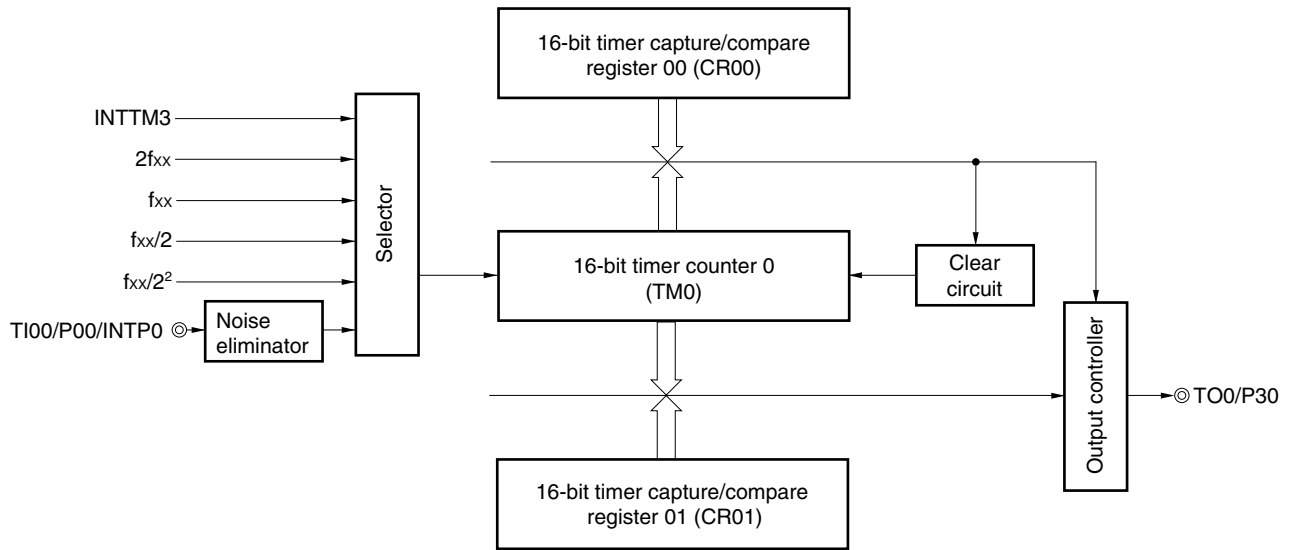 16-bit timer capture/compare
register 00 (CR00)
INTTM3
2fxx
fxx
fxx/2
fxx/2²
TI00/P00/INTP0
Noise
eliminator
Selector
16-bit timer counter 0
(TM0)
Clear
circuit
Output controller
TO0/P30
16-bit timer capture/compare
register 01 (CR01)